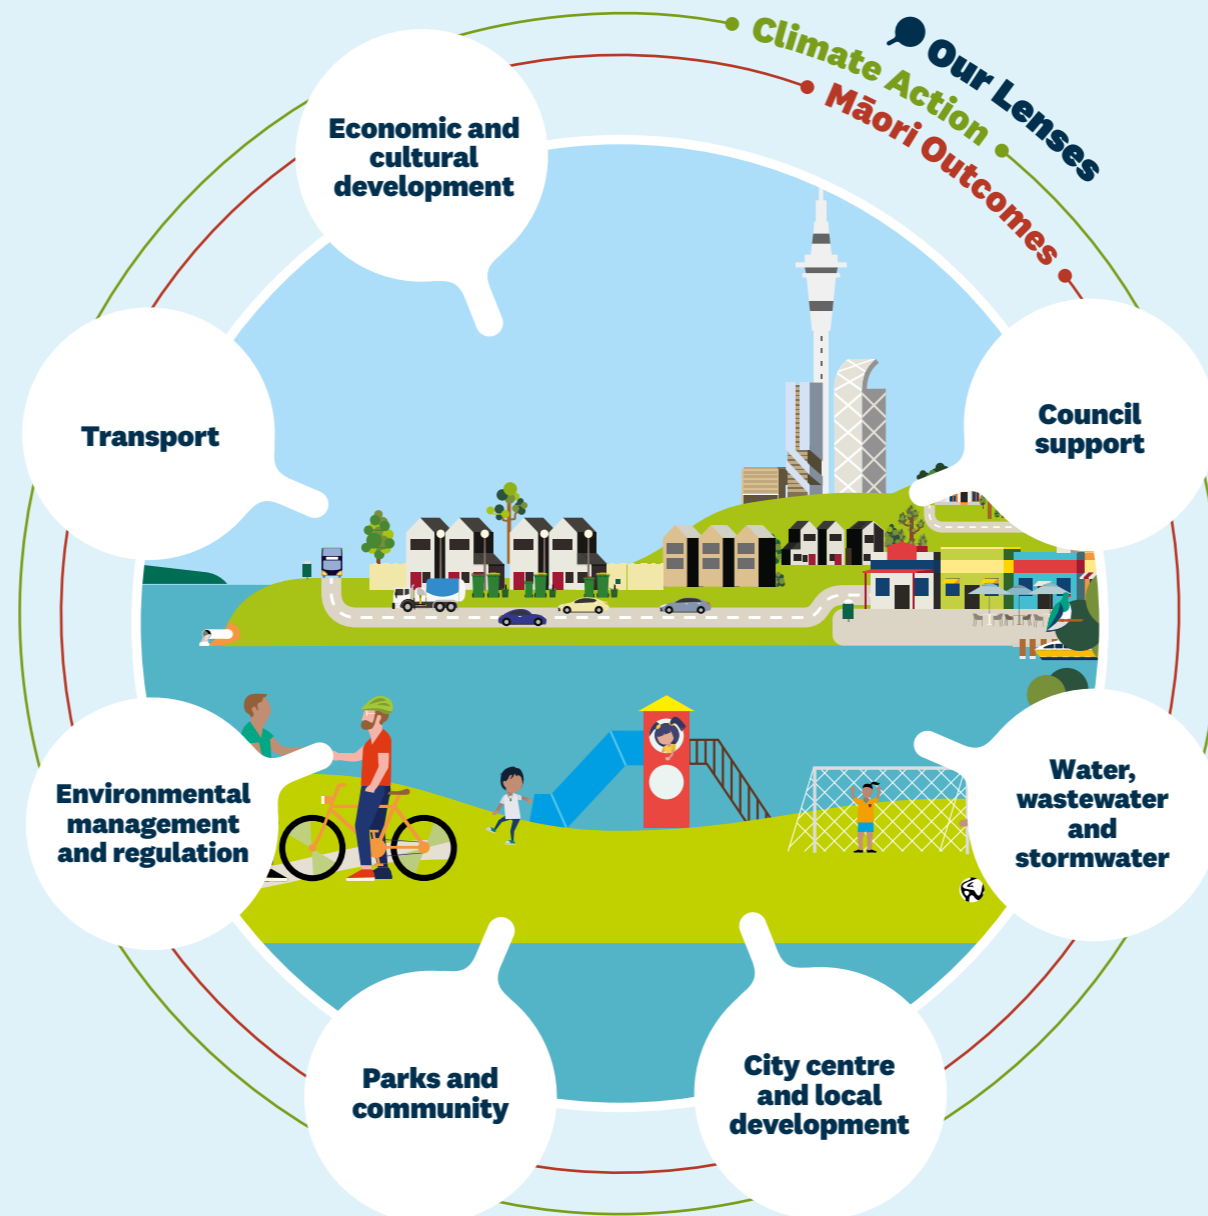 Our Lenses
Climate Action
Māori Outcomes
Economic and
cultural
development
Transport
Council
support
Environmental
management
and regulation
Water,
wastewater
and
stormwater
Parks and
community
City centre
and local
development